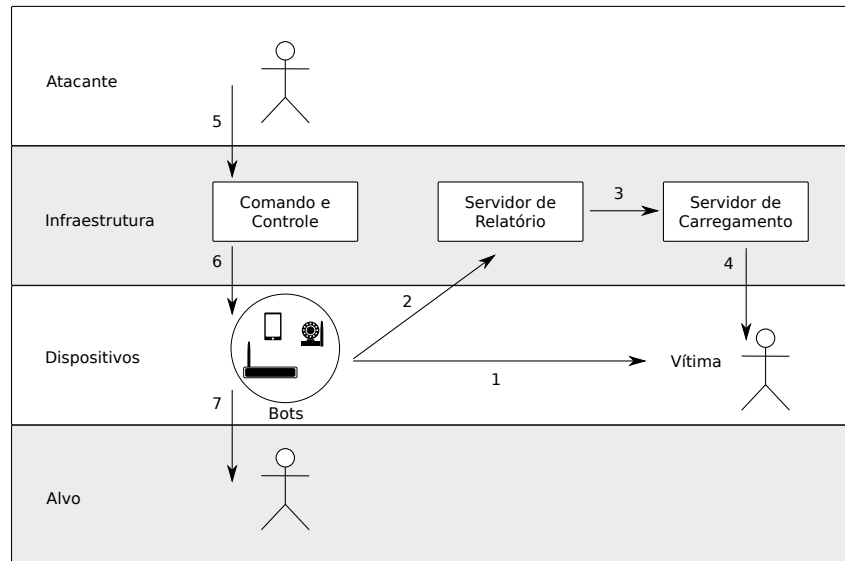 Atacante
5
Infraestrutura
Comando e
Controle
Servidor de
Relatório
3
Servidor de
Carregamento
6
2
4
Dispositivos
Bots
1
Vítima
7
Alvo